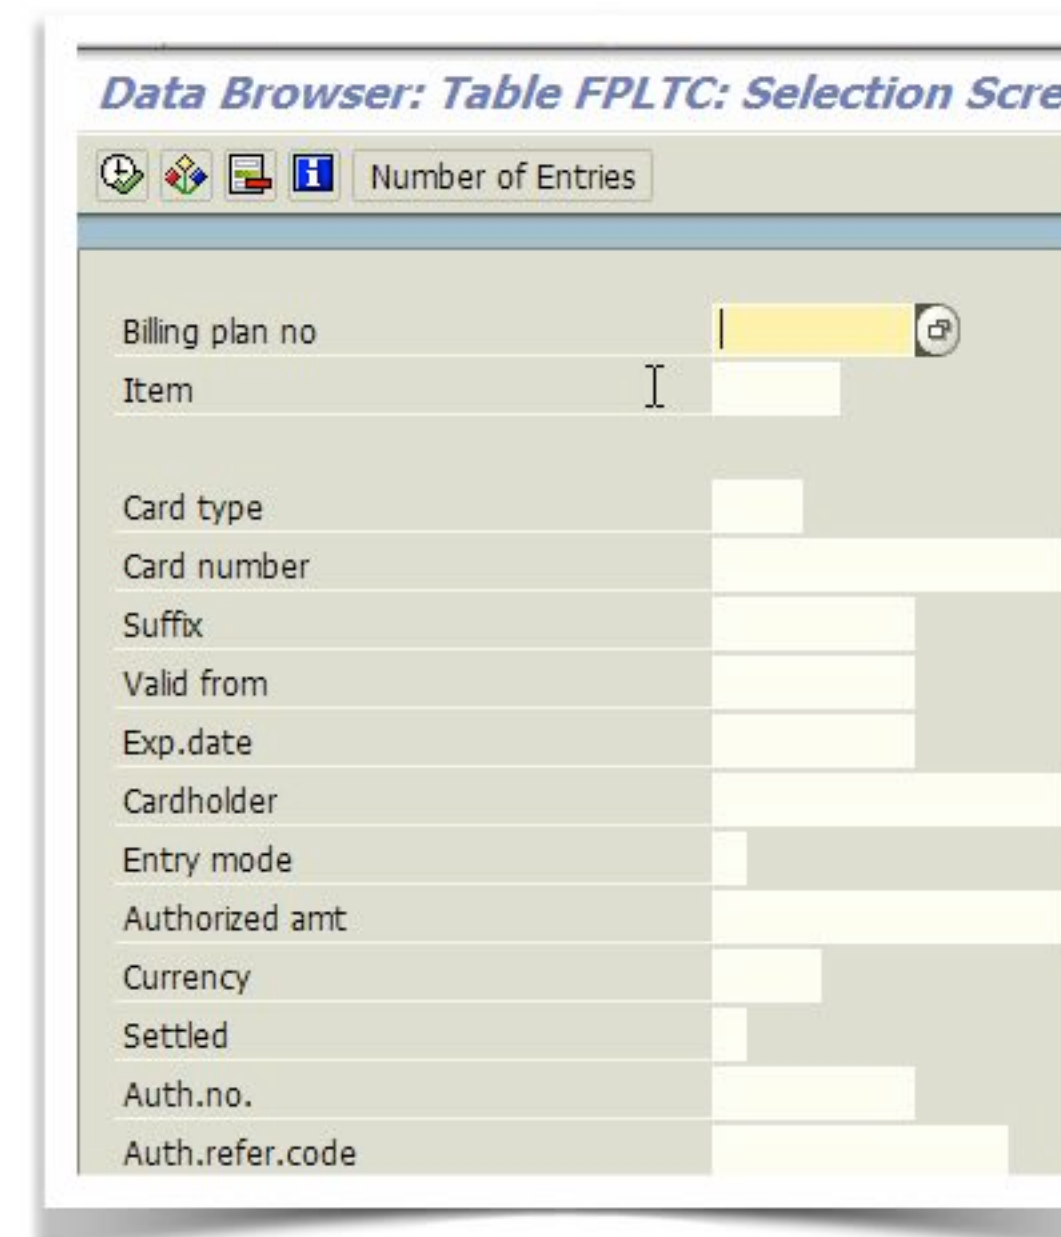 Data Browser: Table FPLTC: Selection Scre
Number of Entries
Billing plan no
Item
Card type
Card number
Suffix
Valid from
Exp.date
Cardholder
Entry mode
Authorized amt
Currency
Settled
Auth.no.
Auth.refer.code